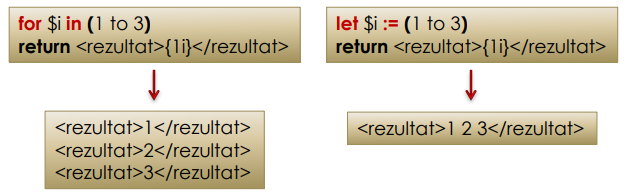 for $i in (1 to 3)
return <rezultat>{1i}</rezultat>
<rezultat>1</rezultat>
<rezultat>2</rezultat>
<rezultat>3</rezultat>
let $i := (1 to 3)
return <rezultat>{1i}</rezultat>
<rezultat>1 2 3</rezultat>